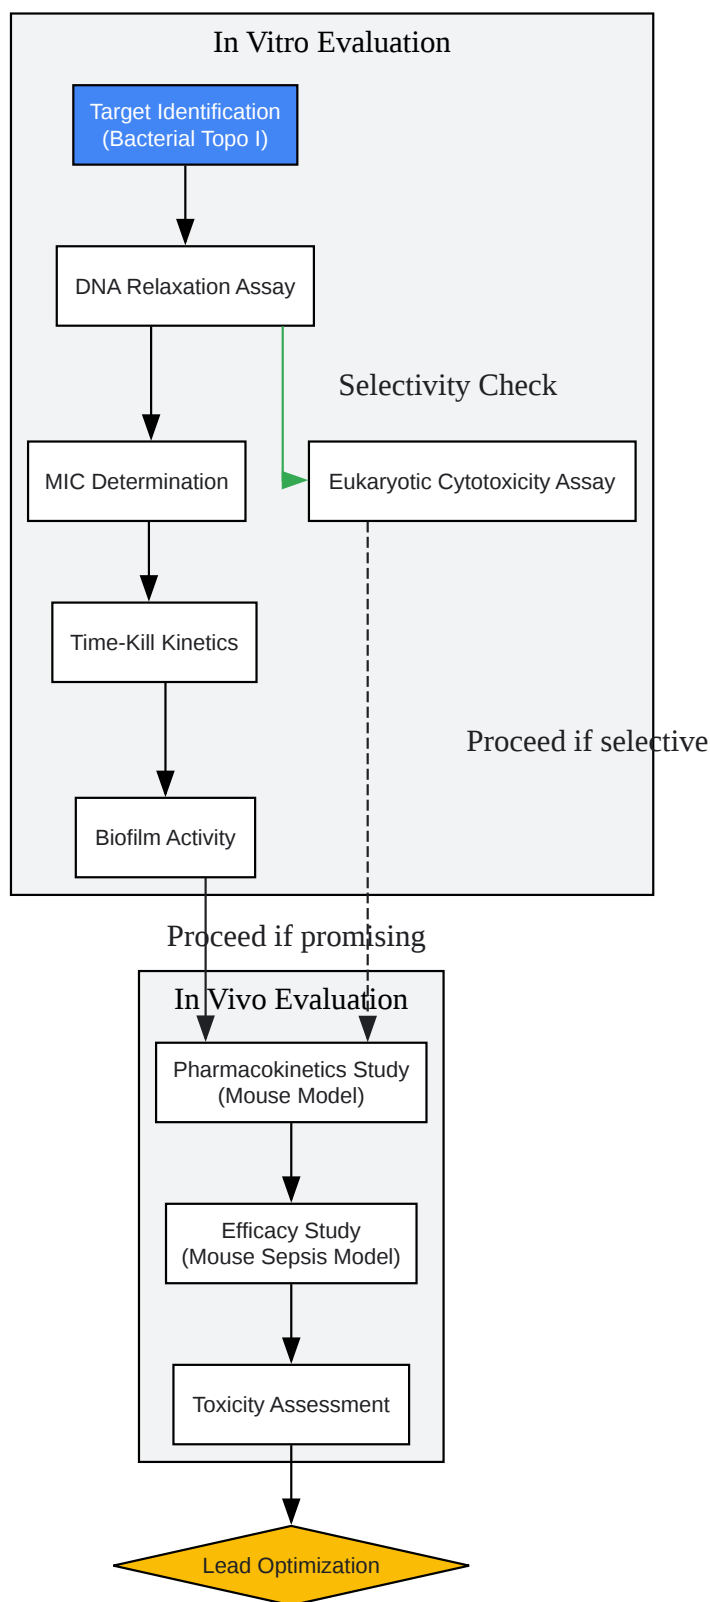 In Vitro Evaluation
Target Identification
(Bacterial Topo I)
DNA Relaxation Assay
Selectivity Check
MIC Determination
Eukaryotic Cytotoxicity Assay
Time-Kill Kinetics
Proceed if selective
Biofilm Activity
Proceed if promising
In Vivo Evaluation
Pharmacokinetics Study
(Mouse Model)
Efficacy Study
(Mouse Sepsis Model)
Toxicity Assessment
Lead Optimization